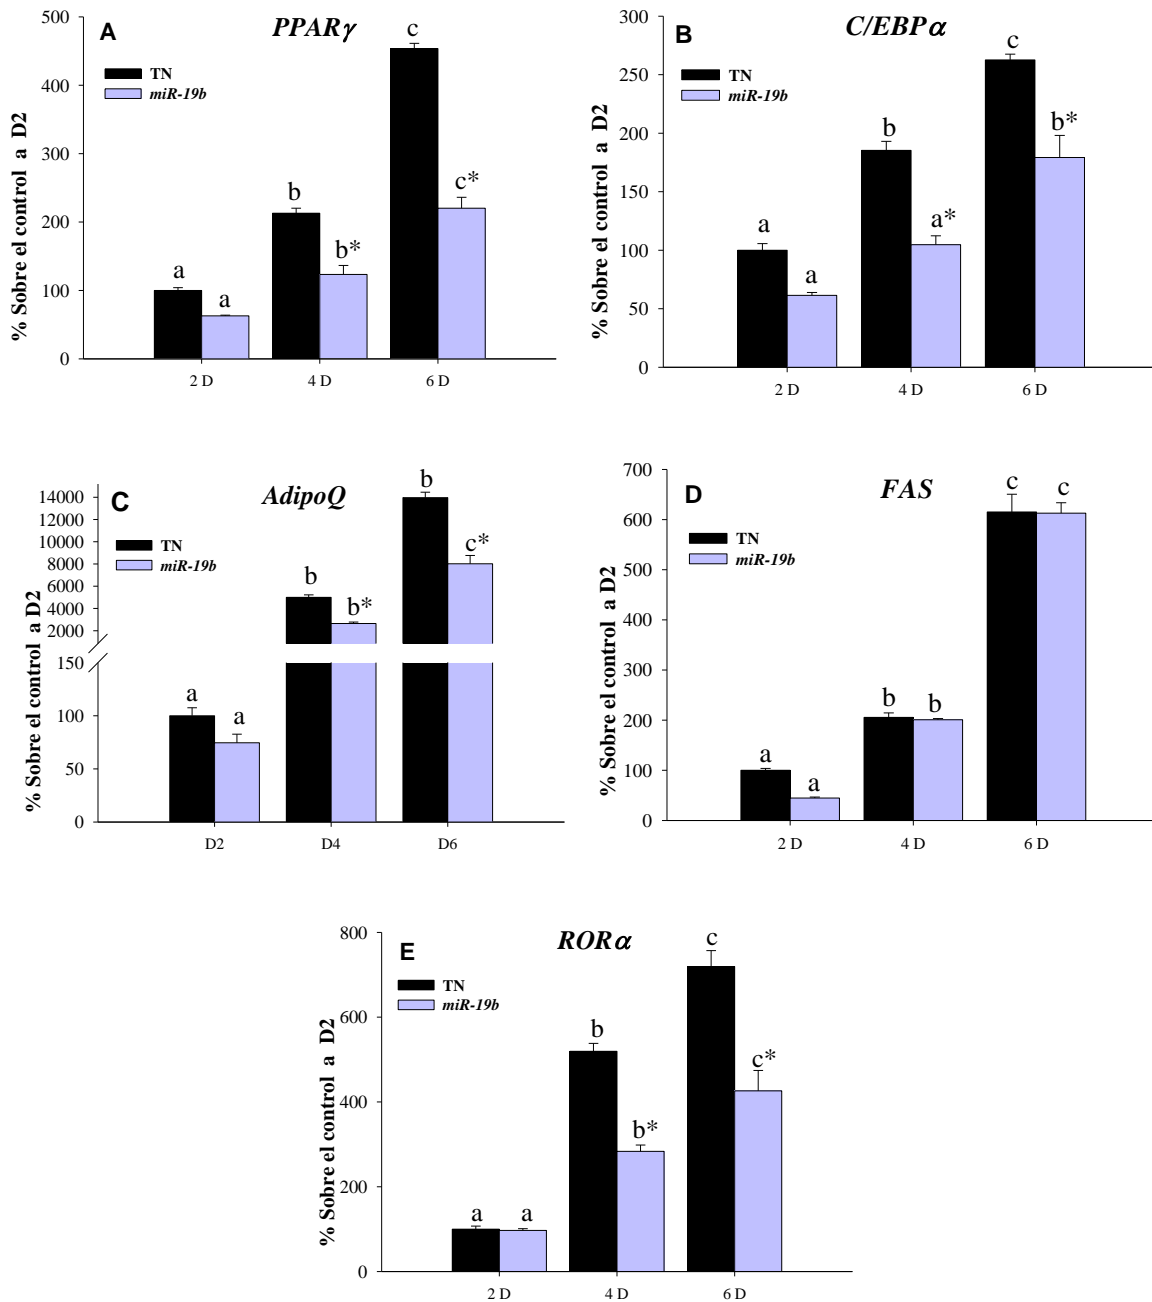 A
PPARγ
TN
miR-19b
% Sobre el control a D2
500
400
300
200
100
0
a
a
b
b*
c
c*
2 D
4 D
6 D
B
C/EBPα
TN
miR-19b
% Sobre el control a D2
300
250
200
150
100
50
0
a
a
b
a*
c
b*
2 D
4 D
6 D
C
AdipoQ
TN
miR-19b
% Sobre el control a D2
14000
12000
10000
8000
6000
4000
2000
150
100
50
0
a
a
b
b*
b
c*
D2
D4
D6
D
FAS
TN
miR-19b
% Sobre el control a D2
700
600
500
400
300
200
100
0
a
a
b
b
c
c
2 D
4 D
6 D
E
RORα
TN
miR-19b
% Sobre el control a D2
800
600
400
200
0
a
a
b
b*
c
c*
2 D
4 D
6 D